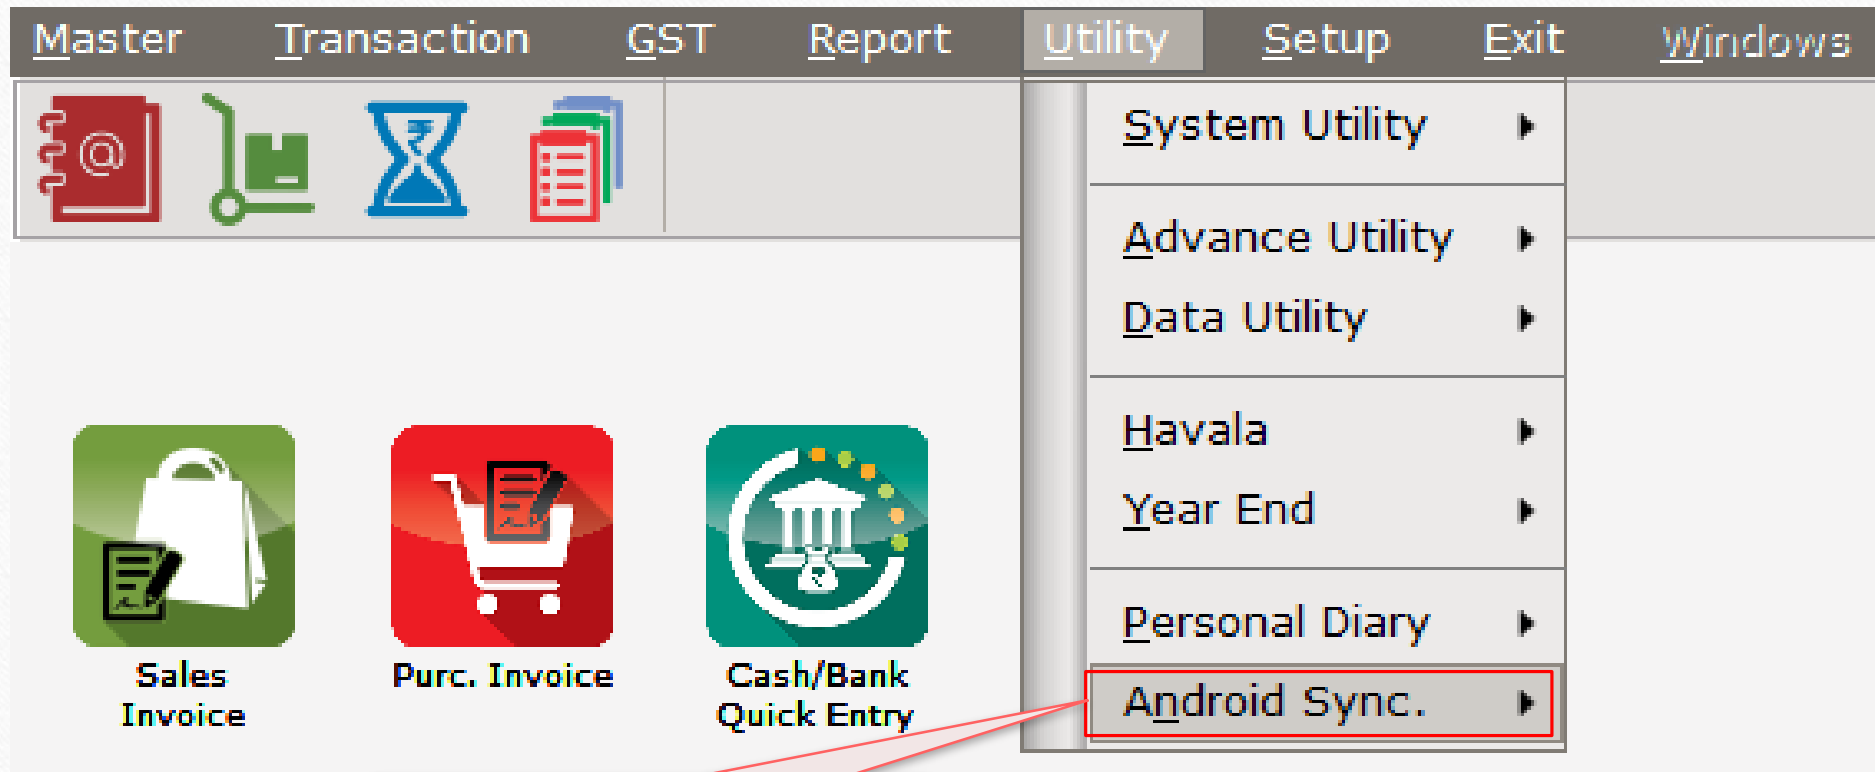 Master Transaction GST Report Utility Setup Exit Windows
@
₹
System Utility
Advance Utility
Data Utility
Havala
Year End
Personal Diary
Android Sync.
Sales
Invoice
Purc. Invoice
Cash/Bank
Quick Entry